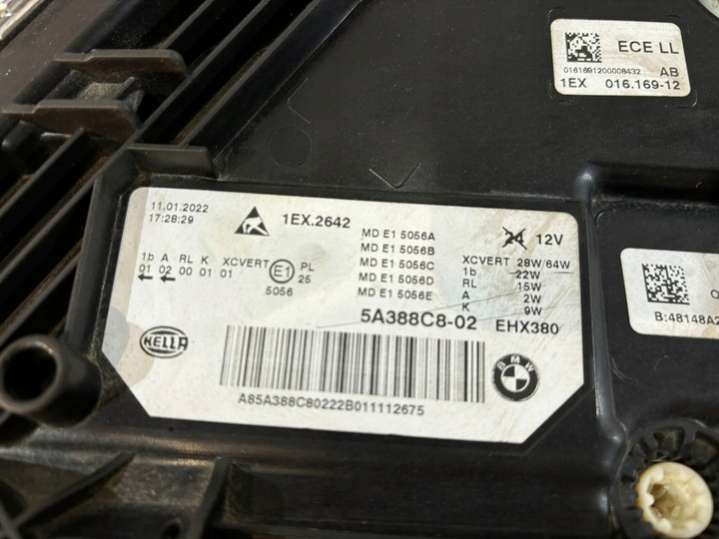 ECE LL
0161691200008432 AB
1EX 016.169-12
11.01.2022
17:28:29
1EX.2642
MD E1 5056A
MD E1 5056B
MD E1 5056C
MD E1 5056D
MD E1 5056E
24 12V
XCVERT 28W/64W
1b 22W
RL 15W
A 2W
K 9W
1b A RL K XCVERT E1 PL
01 02 00 01 01 25
5056
5A388C8-02 EHX380
HELLA
BMW
A85A388C80222B011112675
B:48148A2